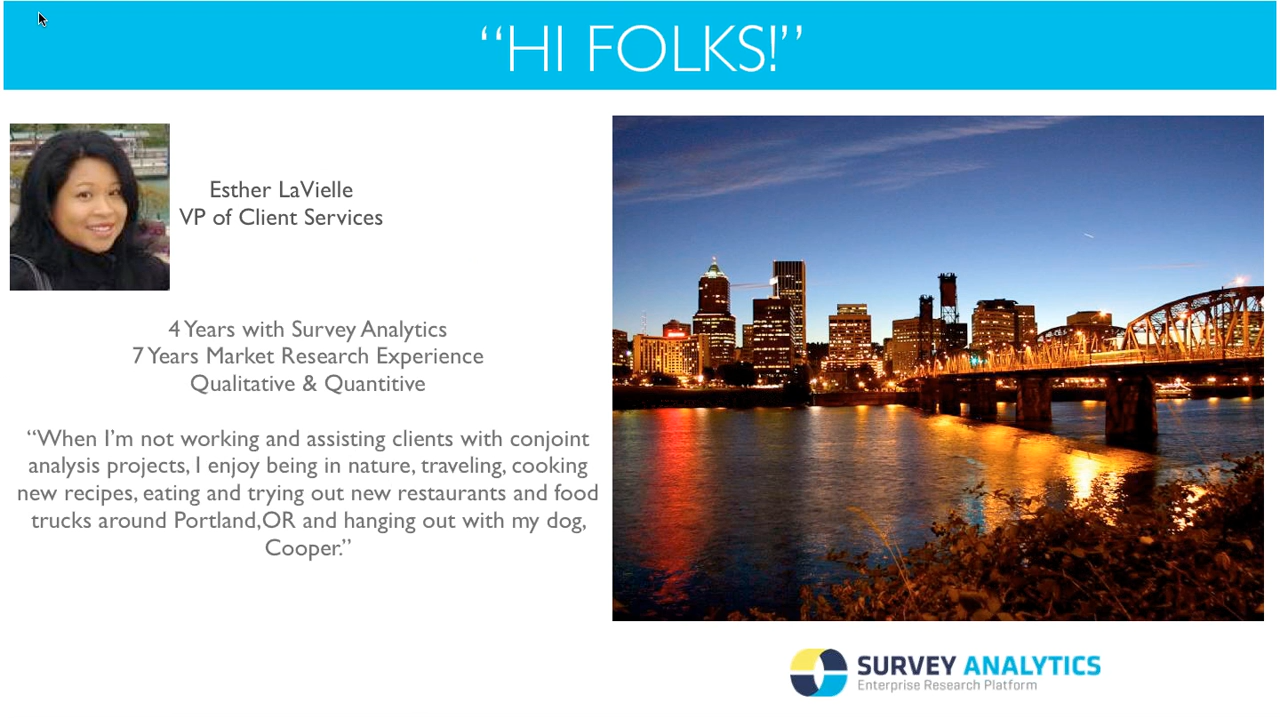 “HI FOLKS!”
Esther LaVielle
VP of Client Services
4 Years with Survey Analytics
7 Years Market Research Experience
Qualitative & Quantitive
“When I’m not working and assisting clients with conjoint
analysis projects, I enjoy being in nature, traveling, cooking
new recipes, eating and trying out new restaurants and food
trucks around Portland,OR and hanging out with my dog,
Cooper.”
SURVEY ANALYTICS
Enterprise Research Platform